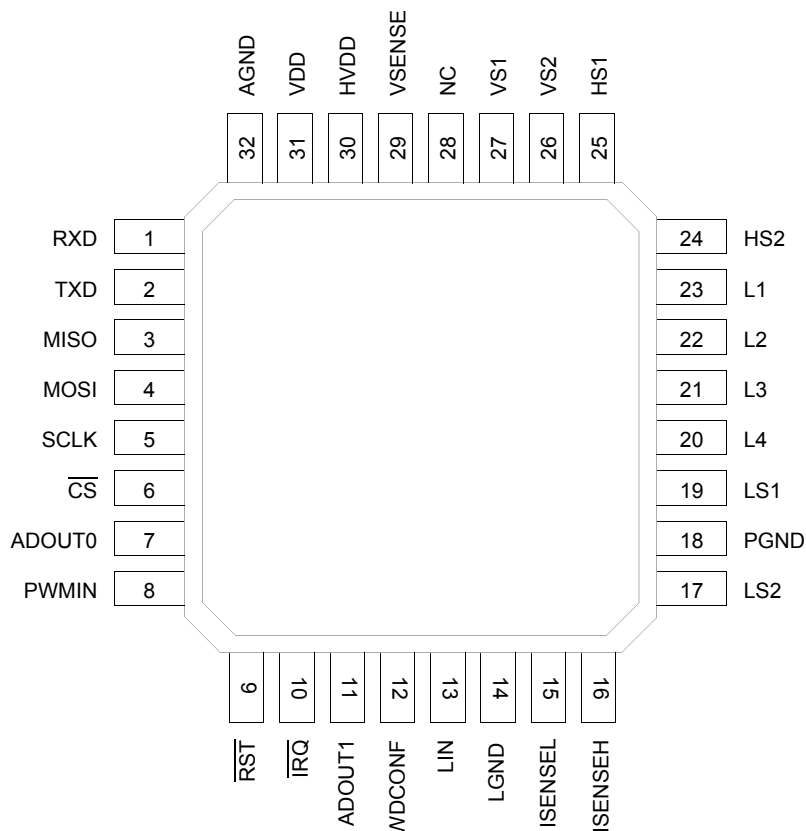 AGND
VDD
HVDD
VSENSE
NC
VS1
VS2
HS1
32
31
30
29
28
27
26
25
RXD 1
TXD 2
MISO 3
MOSI 4
SCLK 5
CS 6
ADOUT0 7
PWMIN 8
24 HS2
23 L1
22 L2
21 L3
20 L4
19 LS1
18 PGND
17 LS2
9
10
11
12
13
14
15
16
RST
IRQ
ADOUT1
WDCONF
LIN
LGND
ISENSEL
ISENSEH